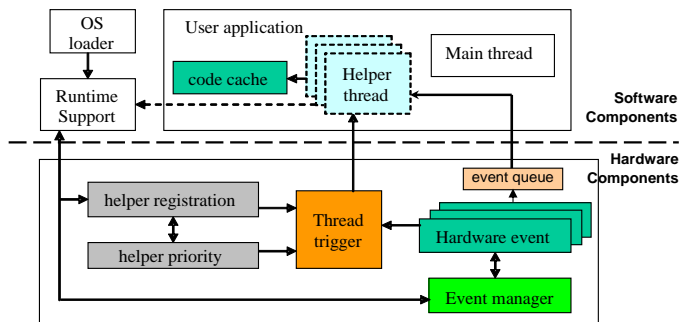 OS
loader
User application
Main thread
code cache
Helper
thread
Runtime
Support
Software
Components
Hardware
Components
event queue
helper registration
Thread
trigger
Hardware event
helper priority
Event manager